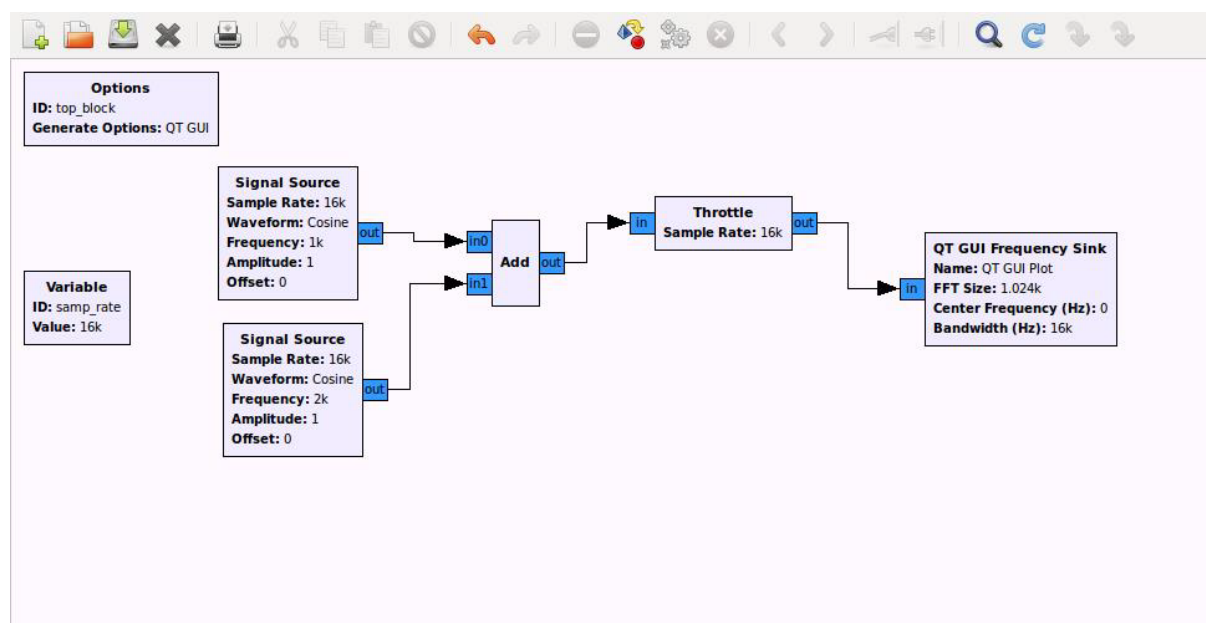 Options
ID: top_block
Generate Options: QT GUI
Signal Source
Sample Rate: 16k
Waveform: Cosine
Frequency: 1k
Amplitude: 1
Offset: 0
out
Variable
ID: samp_rate
Value: 16k
Signal Source
Sample Rate: 16k
Waveform: Cosine
Frequency: 2k
Amplitude: 1
Offset: 0
out
in0
in1
Add
out
in
Throttle
Sample Rate: 16k
out
in
QT GUI Frequency Sink
Name: QT GUI Plot
FFT Size: 1.024k
Center Frequency (Hz): 0
Bandwidth (Hz): 16k